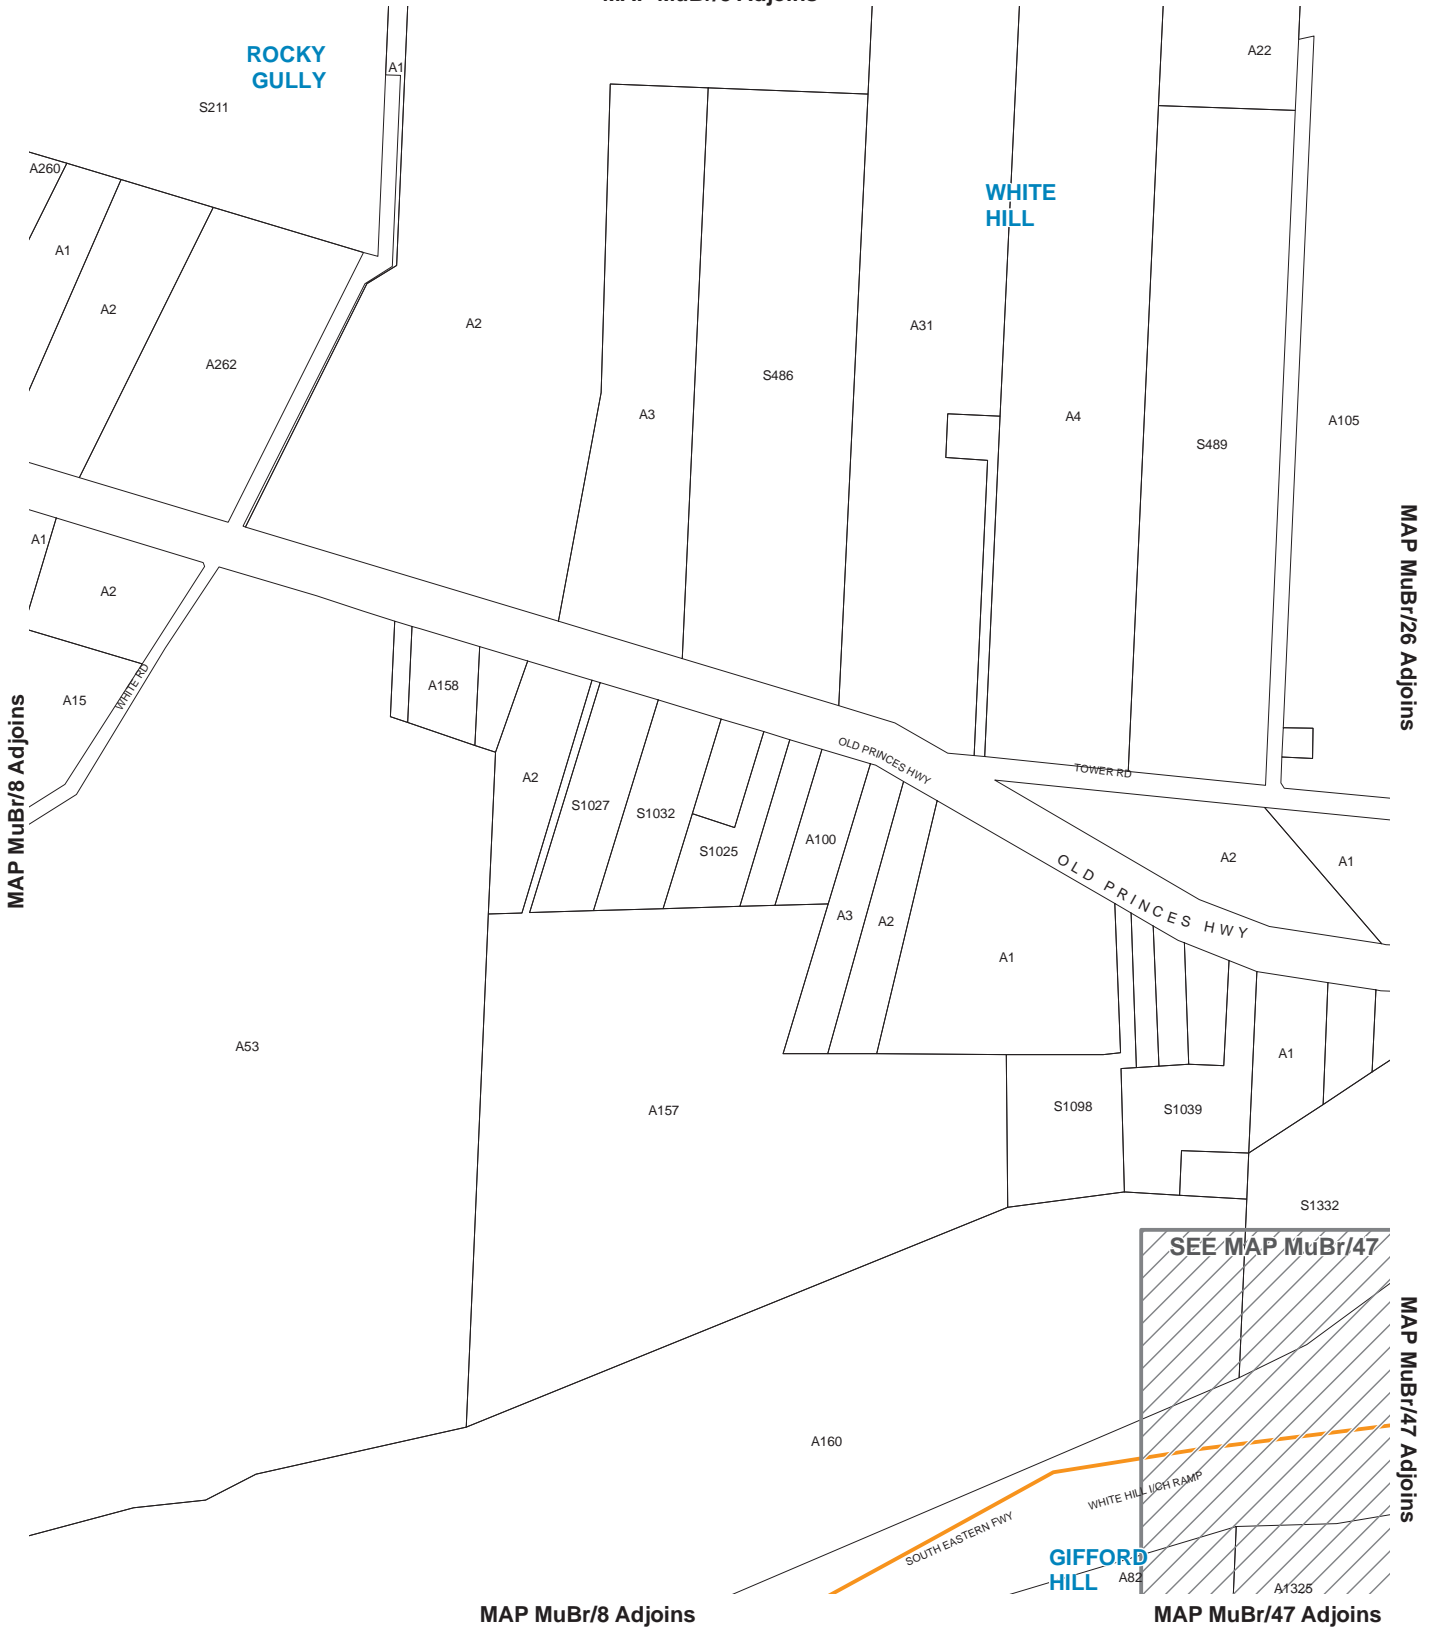 ROCKY
GULLY
A1
A22
S211
A260
WHITE
HILL
A1
A2
A2
A31
A262
S486
A3
A4
A105
S489
A1
A2
MAP MuBr/26 Adjoins
WHITE RD
A158
A15
MAP MuBr/8 Adjoins
OLD PRINCES HWY
TOWER RD
A2
S1027
S1032
S1025
A100
A2
A1
OLD PRINCES HWY
A3
A2
A1
A53
A1
A157
S1098
S1039
S1332
SEE MAP MuBr/47
MAP MuBr/47 Adjoins
A160
WHITE HILL I/CH RAMP
SOUTH EASTERN FWY
GIFFORD
HILL
A82
A1325
MAP MuBr/8 Adjoins
MAP MuBr/47 Adjoins